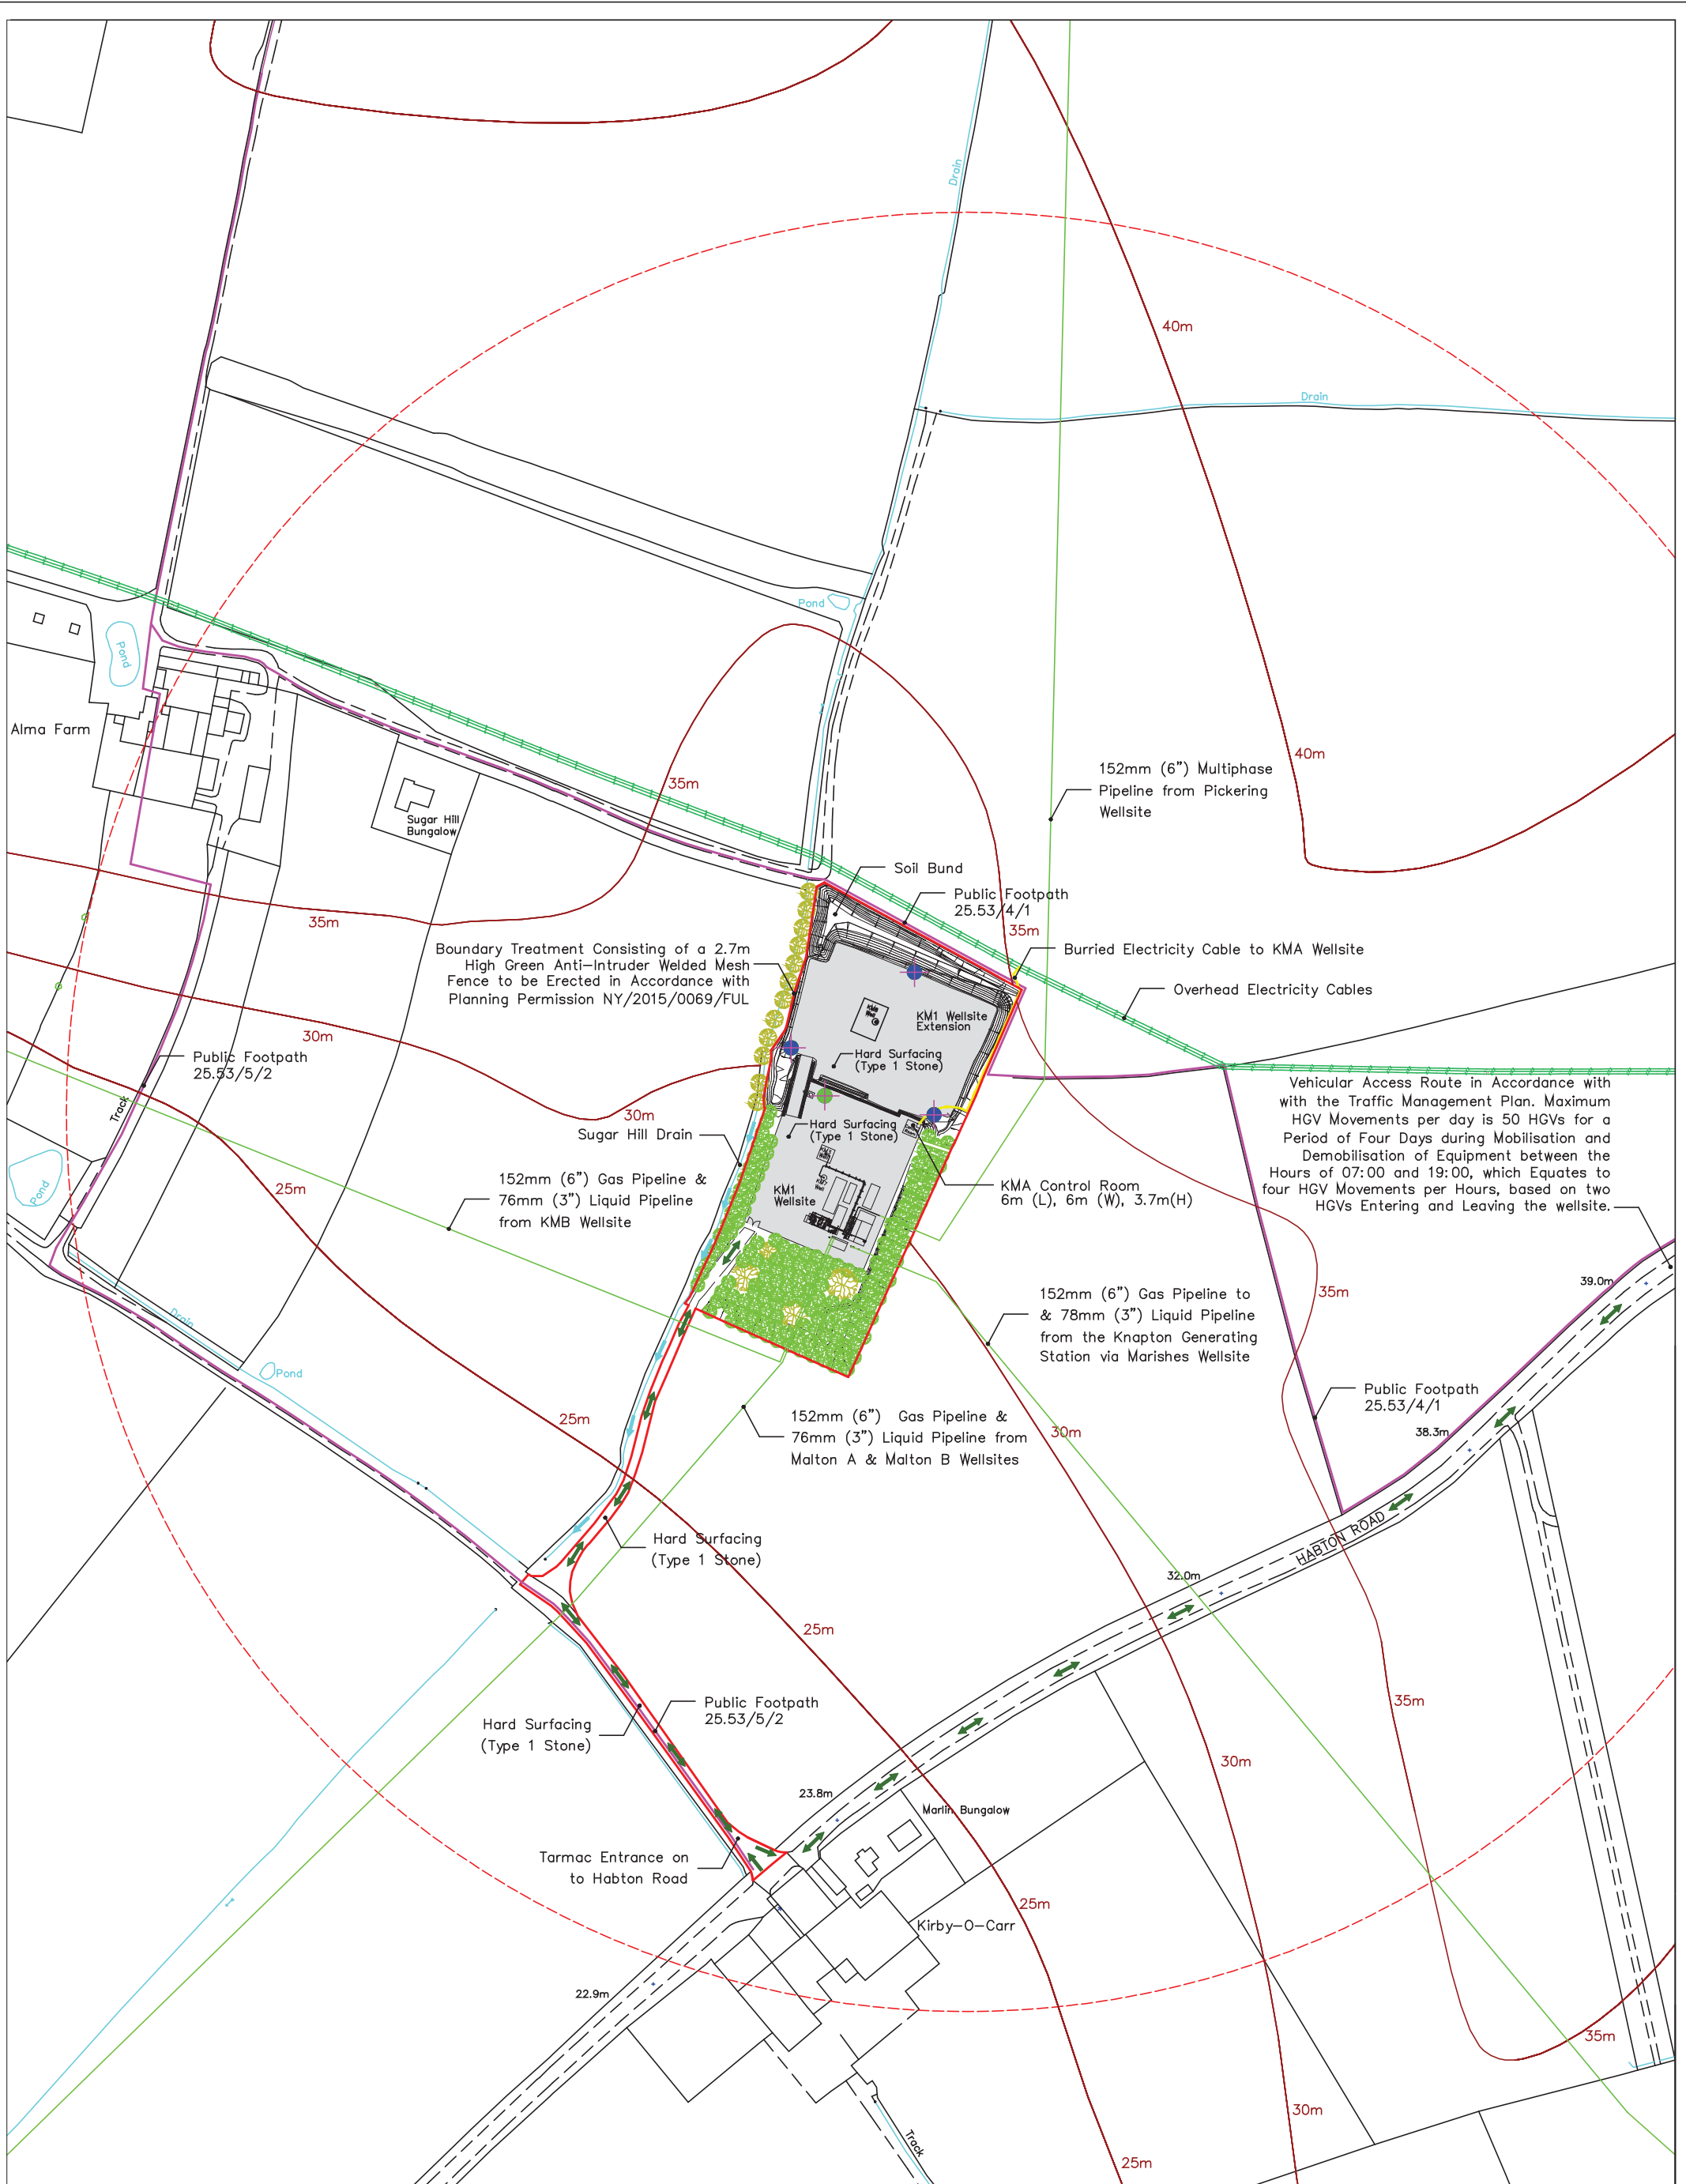 Drain
40m
Drain
Pond
Pond
Alma Farm
35m
40m
152mm (6”) Multiphase
Pipeline from Pickering
Wellsite
Sugar Hill
Bungalow
Soil Bund
Public Footpath
25.53/4/1
35m
35m
Boundary Treatment Consisting of a 2.7m
High Green Anti-Intruder Welded Mesh
Fence to be Erected in Accordance with
Planning Permission NY/2015/0069/FUL
Burried Electricity Cable to KMA Wellsite
Overhead Electricity Cables
KM8
Well
KM1 Wellsite
Extension
30m
Public Footpath
25.53/5/2
Hard Surfacing
(Type 1 Stone)
Vehicular Access Route in Accordance with
with the Traffic Management Plan. Maximum
HGV Movements per day is 50 HGVs for a
Period of Four Days during Mobilisation and
Demobilisation of Equipment between the
Hours of 07:00 and 19:00, which Equates to
four HGV Movements per Hours, based on two
HGVs Entering and Leaving the wellsite.
Track
30m
Hard Surfacing
(Type 1 Stone)
Sugar Hill Drain
Pond
25m
152mm (6”) Gas Pipeline &
76mm (3”) Liquid Pipeline
from KMB Wellsite
KM1
Wellsite
KMA Control Room
6m (L), 6m (W), 3.7m(H)
39.0m
35m
152mm (6”) Gas Pipeline to
& 78mm (3”) Liquid Pipeline
from the Knapton Generating
Station via Marishes Wellsite
Drain
Pond
25m
152mm (6”) Gas Pipeline &
76mm (3”) Liquid Pipeline from
Malton A & Malton B Wellsites
30m
Public Footpath
25.53/4/1
38.3m
Hard Surfacing
(Type 1 Stone)
HABTON ROAD
32.0m
25m
Public Footpath
25.53/5/2
Hard Surfacing
(Type 1 Stone)
35m
30m
23.8m
Marlin Bungalow
Tarmac Entrance on
to Habton Road
25m
Kirby-O-Carr
22.9m
35m
30m
Track
25m